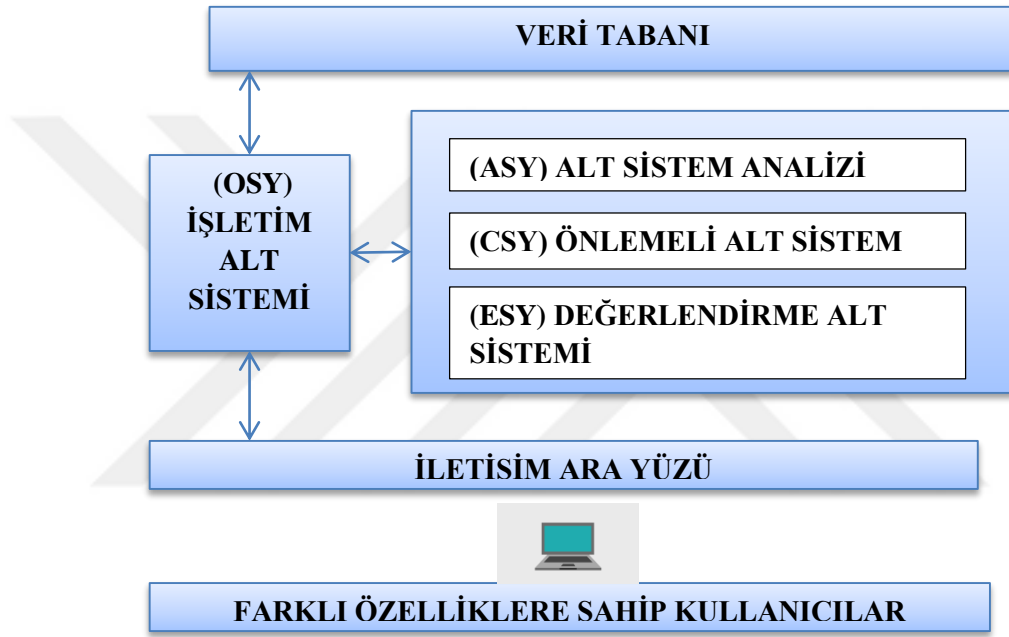 VERİ TABANI
(OSY)
İŞLETİM
ALT
SİSTEMİ
(ASY) ALT SİSTEM ANALİZİ
(CSY) ÖNLEMELİ ALT SİSTEM
(ESY) DEĞERLENDİRME ALT
SİSTEMİ
İLETİSİM ARA YÜZÜ
FARKLI ÖZELLİKLERE SAHİP KULLANICILAR